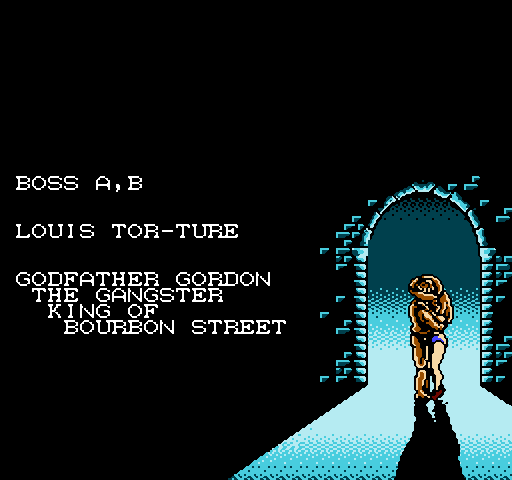 BOSS A,B
LOUIS TOR-TURE
GODFATHER GORDON
THE GANGSTER
KING OF
BOURBON STREET